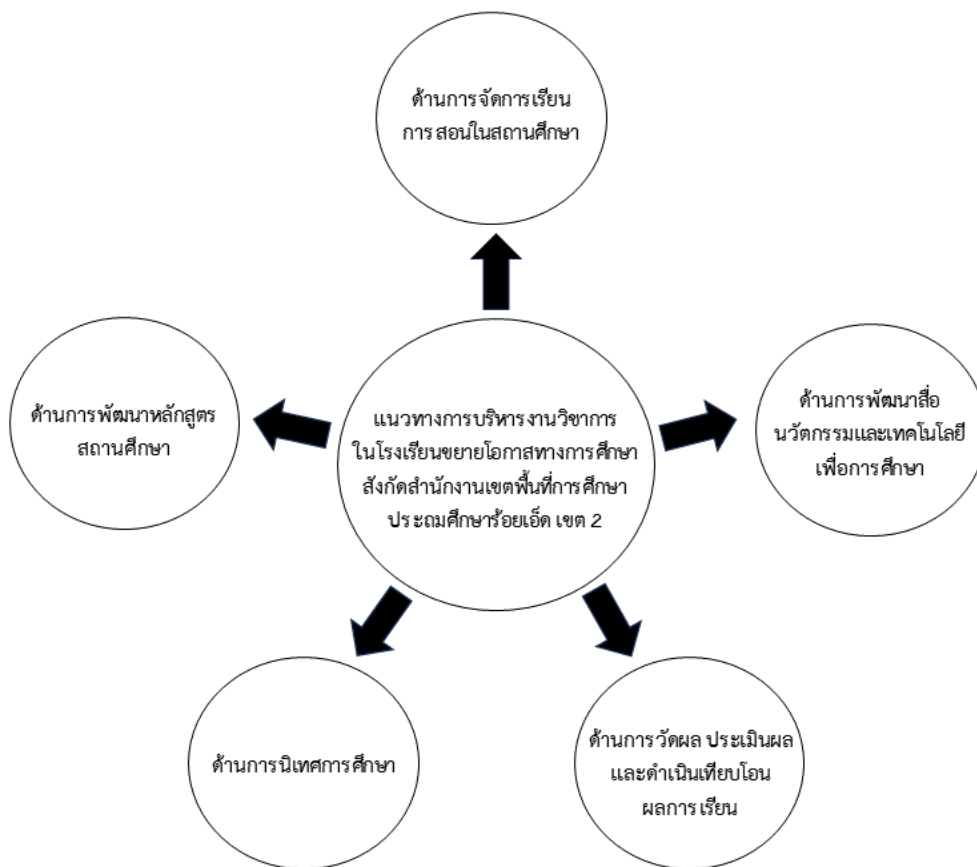 ด้านการจัดการเรียน
การสอนในสถานศึกษา
ด้านการพัฒนาหลักสูตร
สถานศึกษา
แนวทางการบริหารงานวิชาการ
ในโรงเรียนขยายโอกาสทางการศึกษา
สังกัดสำนักงานเขตพื้นที่การศึกษา
ประถมศึกษาร้อยเอ็ด เขต 2
ด้านการพัฒนาสื่อ
นวัตกรรมและเทคโนโลยี
เพื่อการศึกษา
ด้านการนิเทศการศึกษา
ด้านการวัดผล ประเมินผล
และดำเนินเทียบโอน
ผลการเรียน